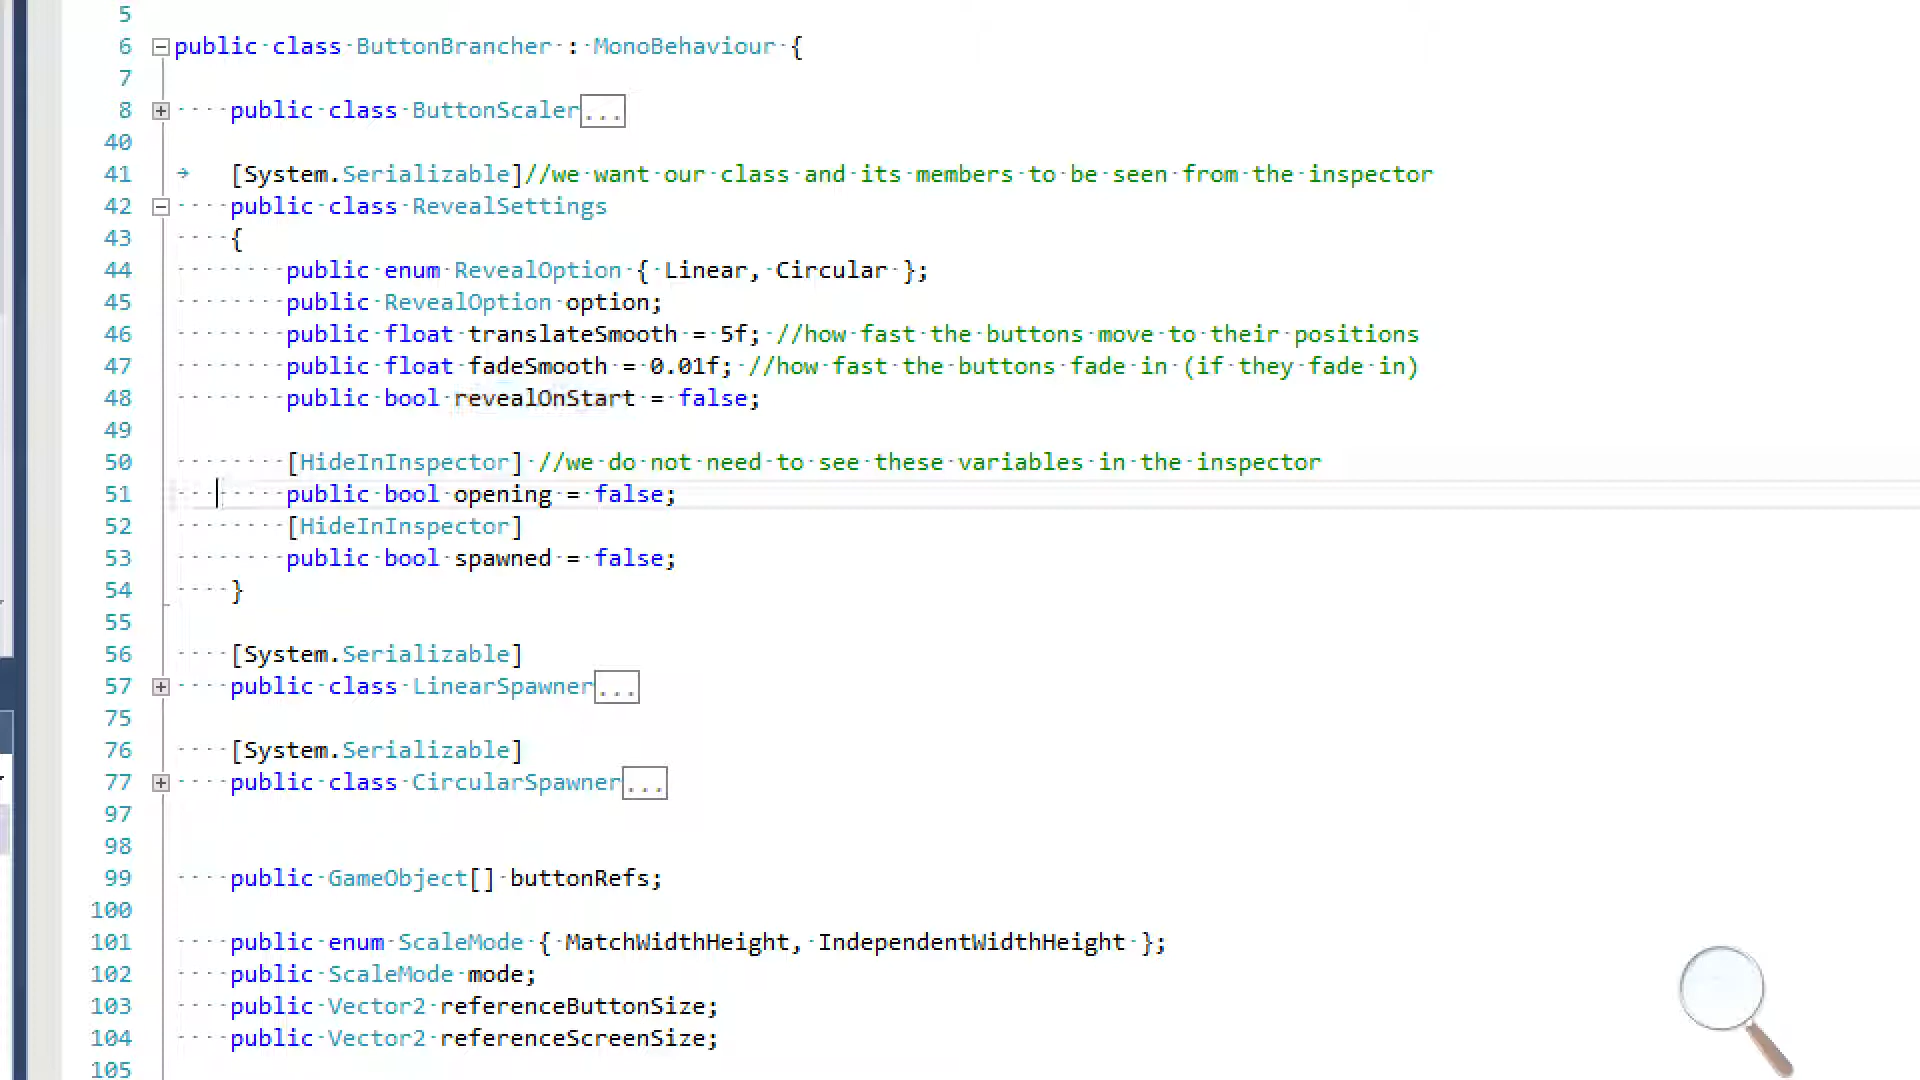 5
6 public class ButtonBrancher : MonoBehaviour {
7
8 public class ButtonScaler...
40
41 [System.Serializable]//we want our class and its members to be seen from the inspector
42 public class RevealSettings
43 {
44 public enum RevealOption { Linear, Circular };
45 public RevealOption option;
46 public float translateSmooth = 5f; //how fast the buttons move to their positions
47 public float fadeSmooth = 0.01f; //how fast the buttons fade in (if they fade in)
48 public bool revealOnStart = false;
49
50 [HideInInspector] //we do not need to see these variables in the inspector
51 public bool opening = false;
52 [HideInInspector]
53 public bool spawned = false;
54 }
55
56 [System.Serializable]
57 public class LinearSpawner...
75
76 [System.Serializable]
77 public class CircularSpawner...
97
98
99 public GameObject[] buttonRefs;
100
101 public enum ScaleMode { MatchWidthHeight, IndependentWidthHeight };
102 public ScaleMode mode;
103 public Vector2 referenceButtonSize;
104 public Vector2 referenceScreenSize;
105